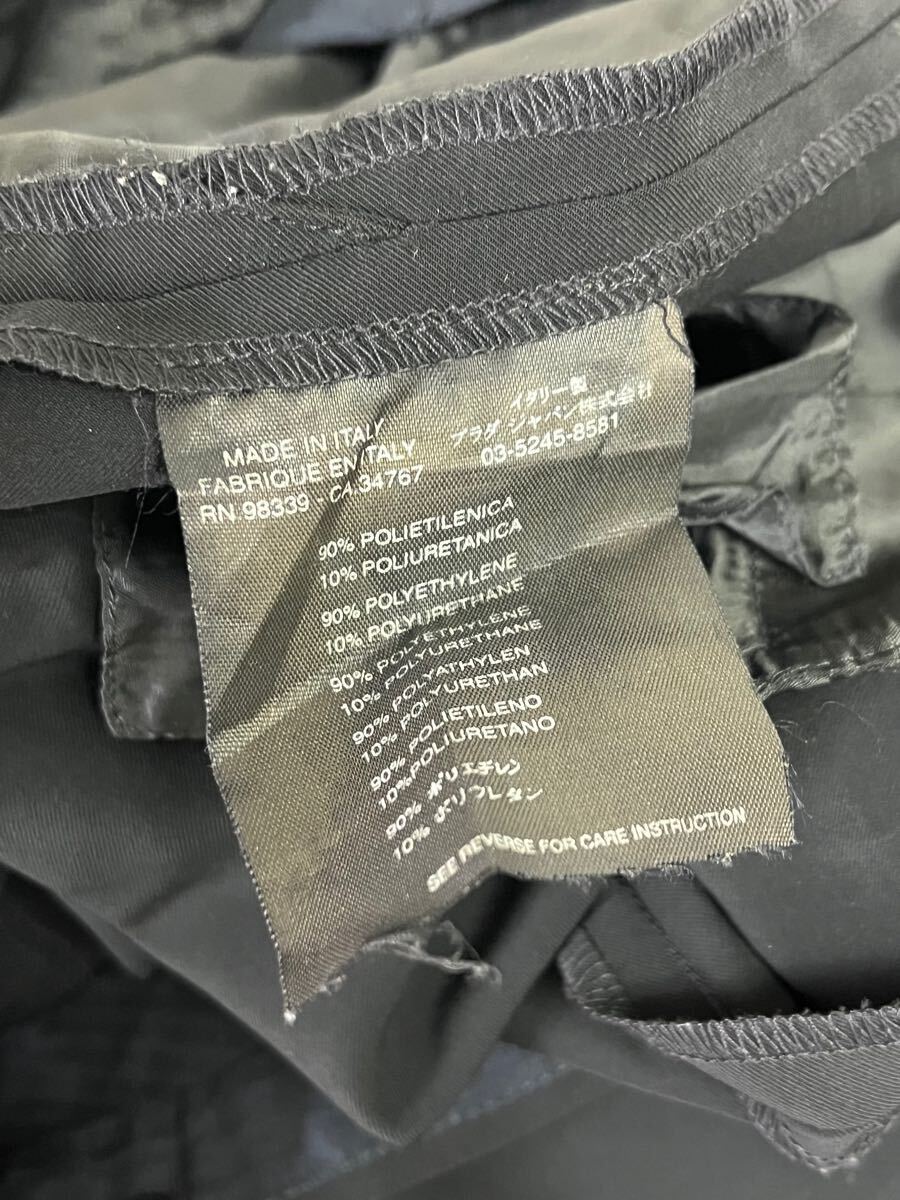 MADE IN ITALY
FABRIQUE EN ITALY
RN.98339 - CA.34767
イタリー製
プラダ ジャパン株式会社
03-5245-8581
90% POLIETILENICA
10% POLIURETANICA
90% POLYETHYLENE
10% POLYURETHANE
90% POLYETHYLENE
10% POLYURETHANE
90% POLYATHYLEN
10% POLYURETHAN
90% POLIETILENO
10% POLIURETANO
90% ポリエチレン
10% ポリウレタン
SEE REVERSE FOR CARE INSTRUCTION